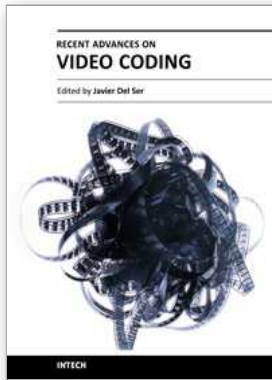 RECENT ADVANCES ON
VIDEO CODING
Edited by Javier Del Ser
INTECH